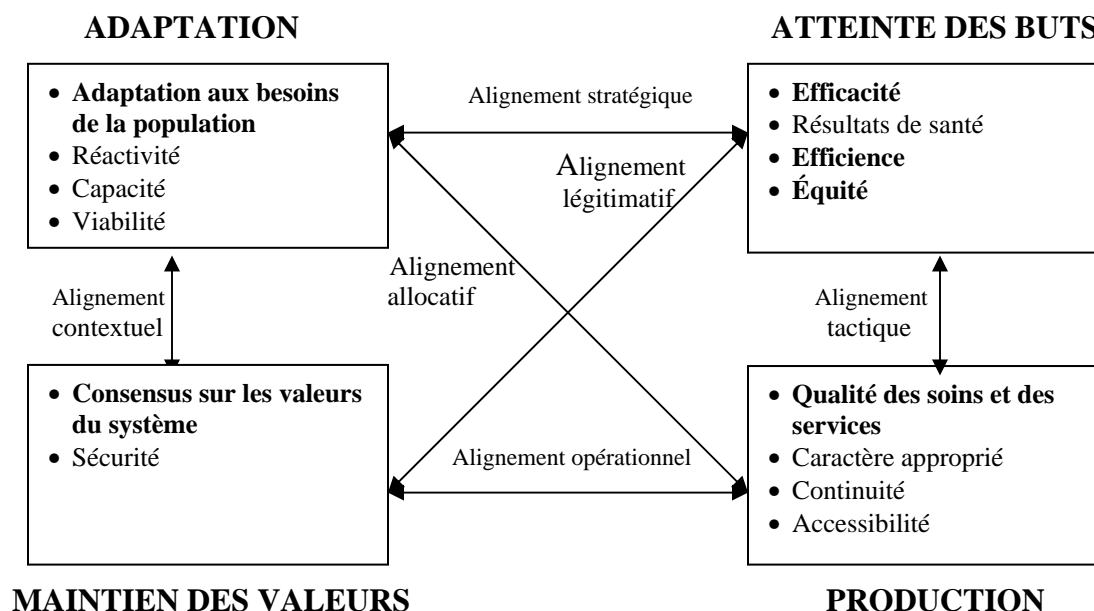 ADAPTATION
ATTEINTE DES BUTS
• Adaptation aux besoins
de la population
• Réactivité
• Capacité
• Viabilité
Alignement stratégique
• Efficacité
• Résultats de santé
• Efficience
• Équité
Alignement
légitimatif
Alignement
allocatif
Alignement
contextuel
Alignement
tactique
• Consensus sur les valeurs
du système
• Sécurité
Alignement opérationnel
• Qualité des soins et des
services
• Caractère approprié
• Continuité
• Accessibilité
MAINTIEN DES VALEURS
PRODUCTION